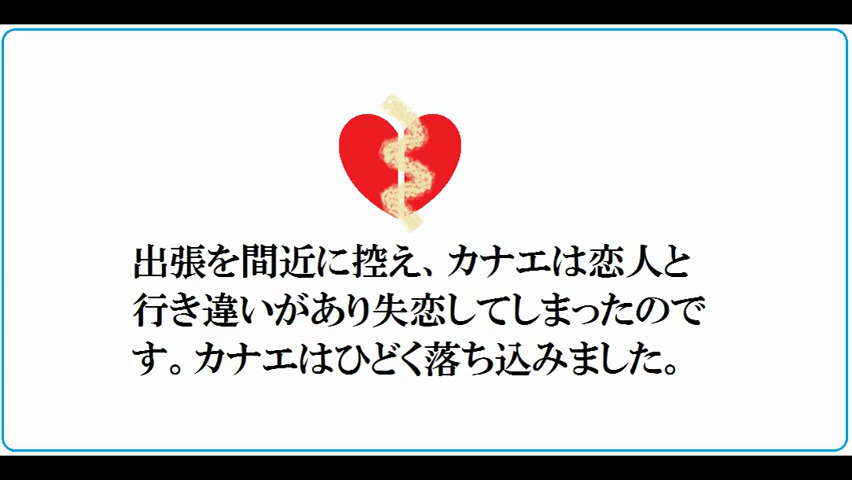 出張を間近に控え、カナエは恋人と
行き違いがあり失恋してしまったので
す。カナエはひどく落ち込みました。